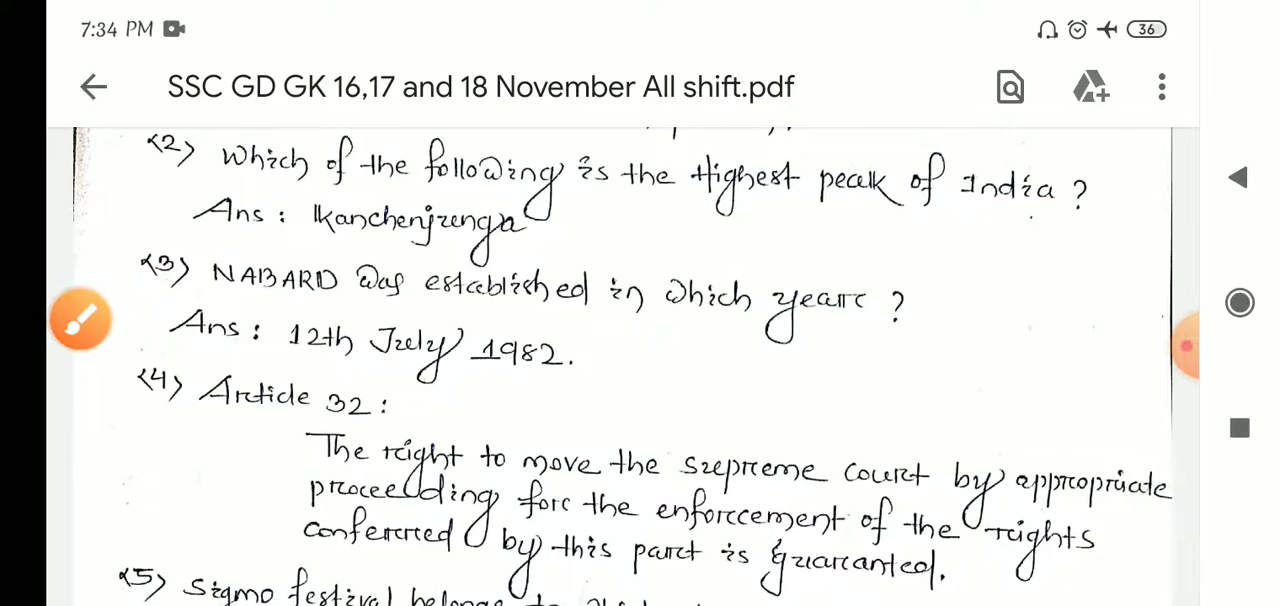 7:34 PM
36
SSC GD GK 16,17 and 18 November All shift.pdf
(2) Which of the following is the Highest peak of India ?
Ans : Kanchenjunga
(3) NABARD was established in which year ?
Ans : 12th July 1982.
(4) Article 32 :
The right to move the supreme court by appropriate
proceeding for the enforcement of the rights
conferred by this part is guaranted.
(5) Sigmo festival belongs to